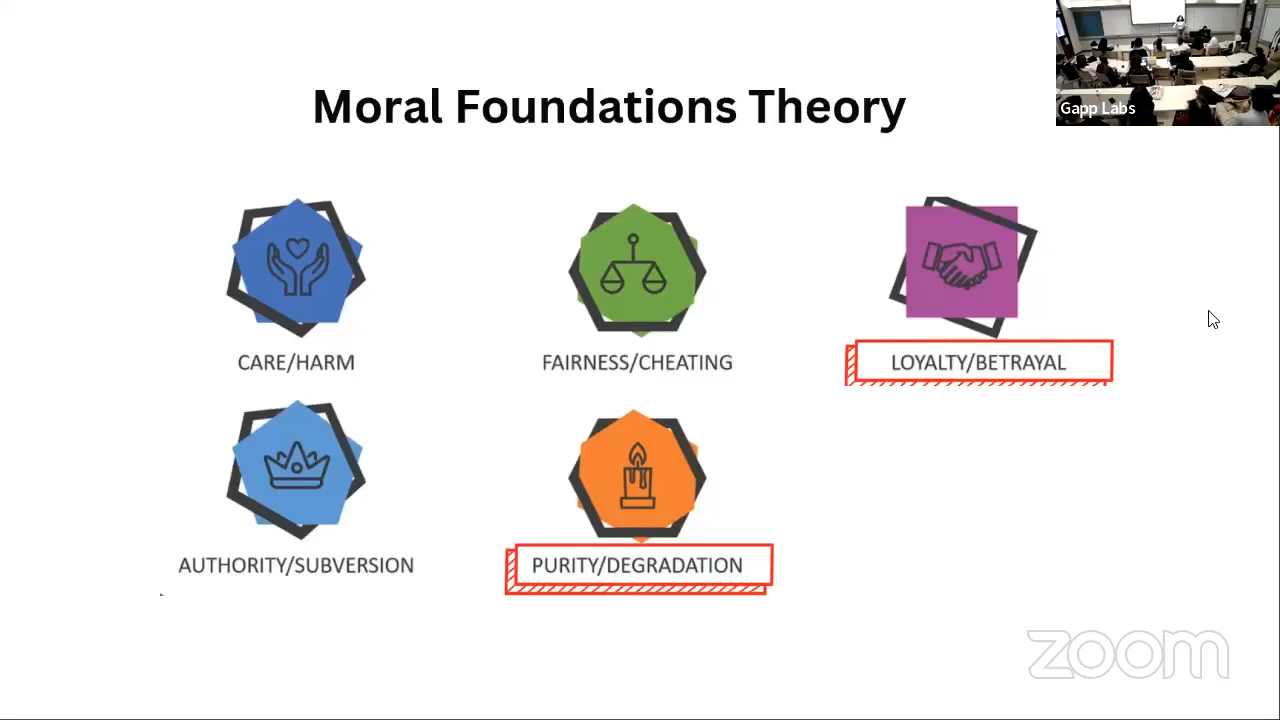 Moral Foundations Theory
Gapp Labs
CARE/HARM
FAIRNESS/CHEATING
LOYALTY/BETRAYAL
AUTHORITY/SUBVERSION
PURITY/DEGRADATION
zoom